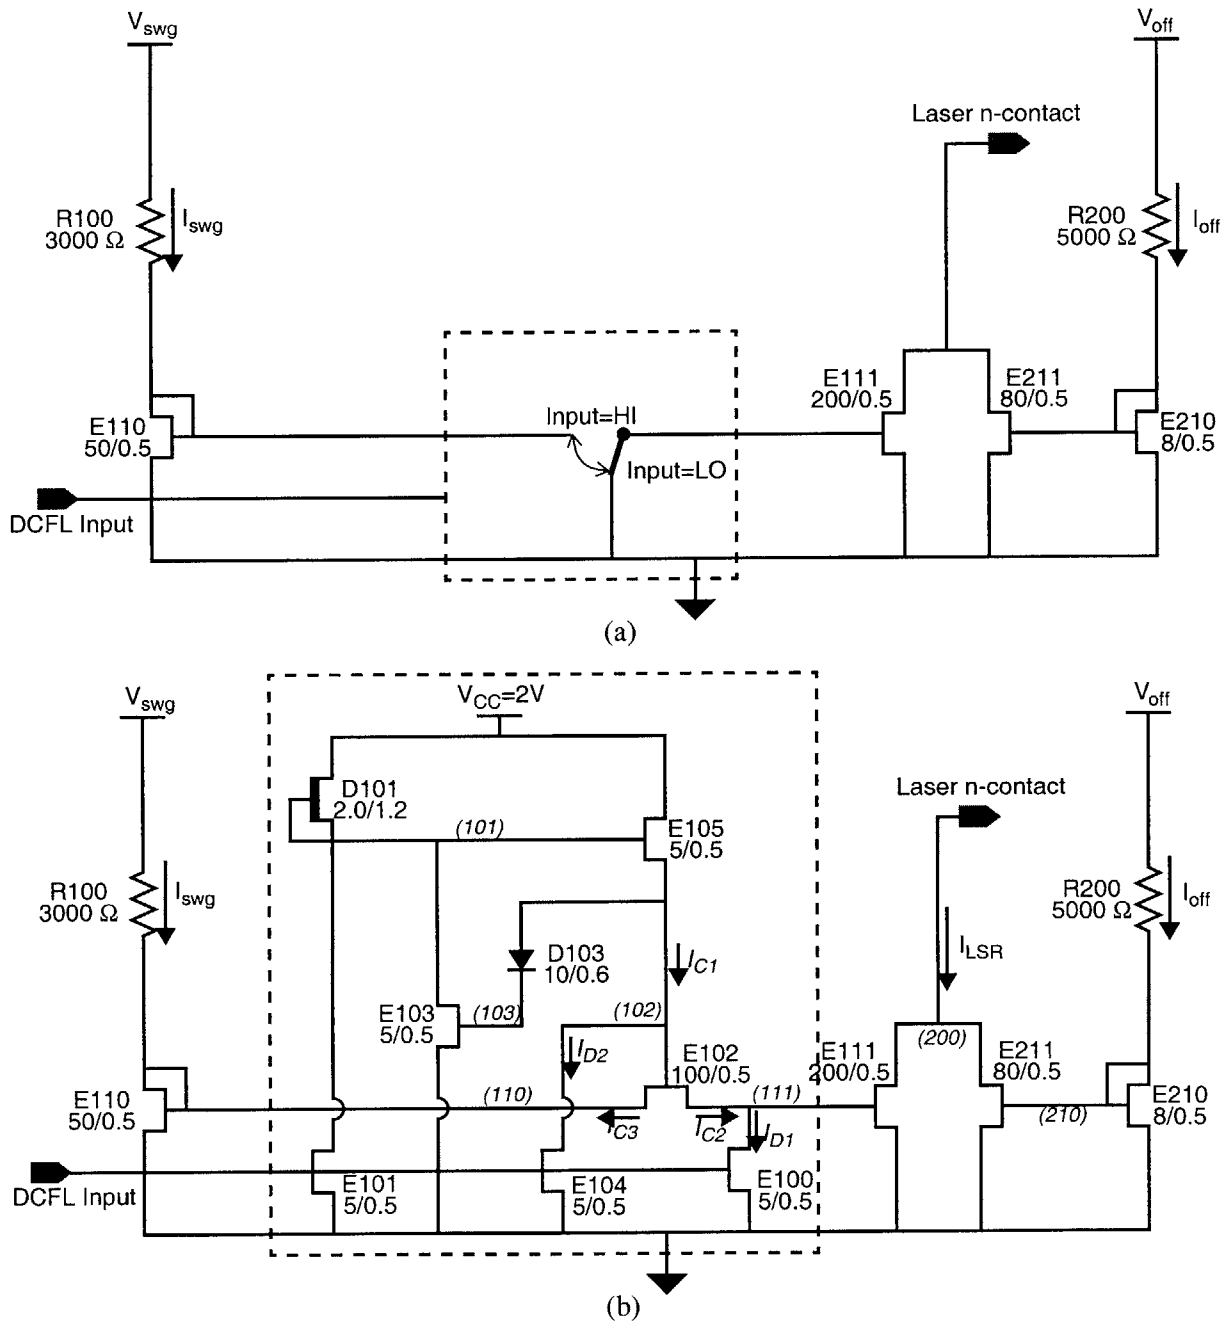 V_swg
V_off
Laser n-contact
R100
3000 Ω
I_swg
R200
5000 Ω
I_off
E110
50/0.5
Input=HI
Input=LO
E111
200/0.5
E211
80/0.5
E210
8/0.5
DCFL Input
(a)
V_swg
V_CC=2V
V_off
D101
2.0/1.2
Laser n-contact
(101)
E105
5/0.5
R100
3000 Ω
I_swg
R200
5000 Ω
I_off
D103
10/0.6
I_C1
I_LSR
E103
5/0.5
(103)
(102)
I_D2
E102
100/0.5
(200)
E111
200/0.5
E211
80/0.5
E110
50/0.5
(110)
(111)
(210)
E210
8/0.5
I_C3
I_C2
I_D1
DCFL Input
E101
5/0.5
E104
5/0.5
E100
5/0.5
(b)